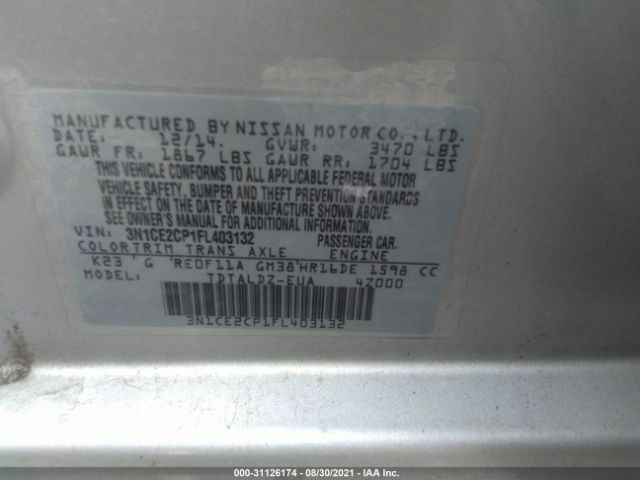 MANUFACTURED BY NISSAN MOTOR CO., LTD.
DATE: 12/14. GVWR: 3470 LBS
GAWR FR: 1867 LBS GAWR RR: 1704 LBS
THIS VEHICLE CONFORMS TO ALL APPLICABLE FEDERAL MOTOR
VEHICLE SAFETY, BUMPER AND THEFT PREVENTION STANDARDS
IN EFFECT ON THE DATE OF MANUFACTURE SHOWN ABOVE.
SEE OWNER'S MANUAL FOR ADDITIONAL INFORMATION.
VIN: 3N1CE2CP1FL403132 PASSENGER CAR.
COLOR TRIM TRANS AXLE ENGINE
K23 G RE0F11A GM38 HR16DE 1598 CC
MODEL: TDTALDZ-EUA 4Z000
3N1CE2CP1FL403132
000-31126174 - 08/30/2021 - IAA Inc.